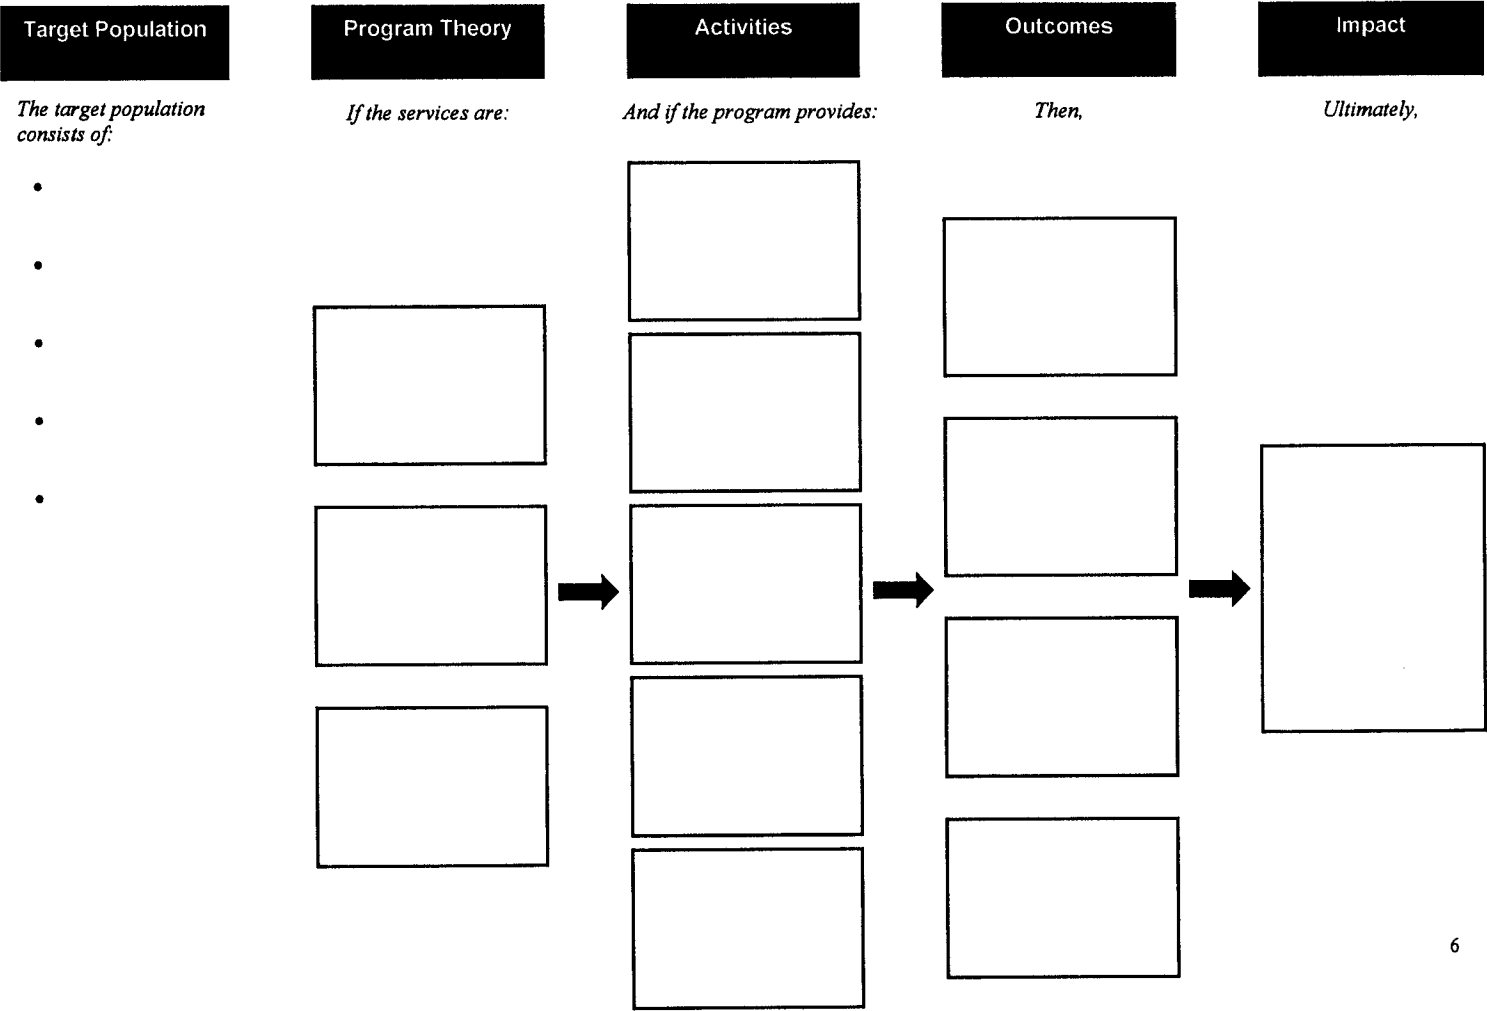 Target Population
Program Theory
Activities
Outcomes
Impact
The target population
consists of:
If the services are:
And if the program provides:
Then,
Ultimately,
•
•
•
•
•
6